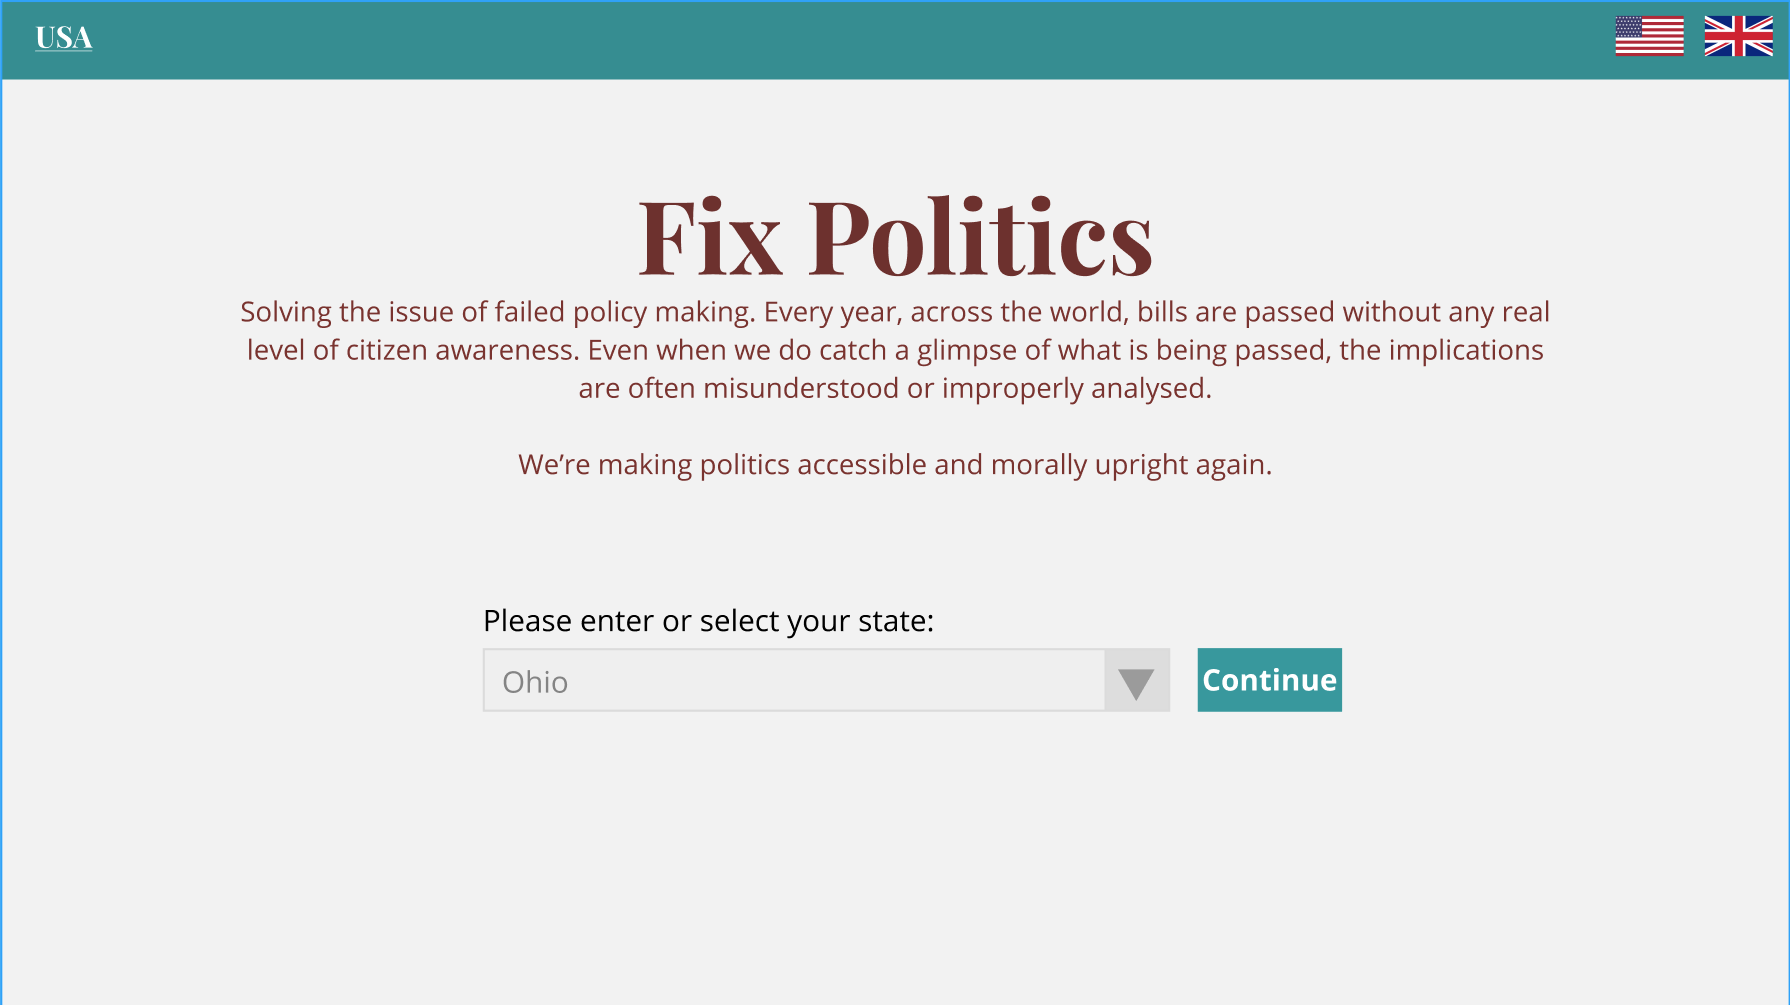 USA
Fix Politics
Solving the issue of failed policy making. Every year, across the world, bills are passed without any real
level of citizen awareness. Even when we do catch a glimpse of what is being passed, the implications
are often misunderstood or improperly analysed.
We’re making politics accessible and morally upright again.
Please enter or select your state:
Ohio
Continue